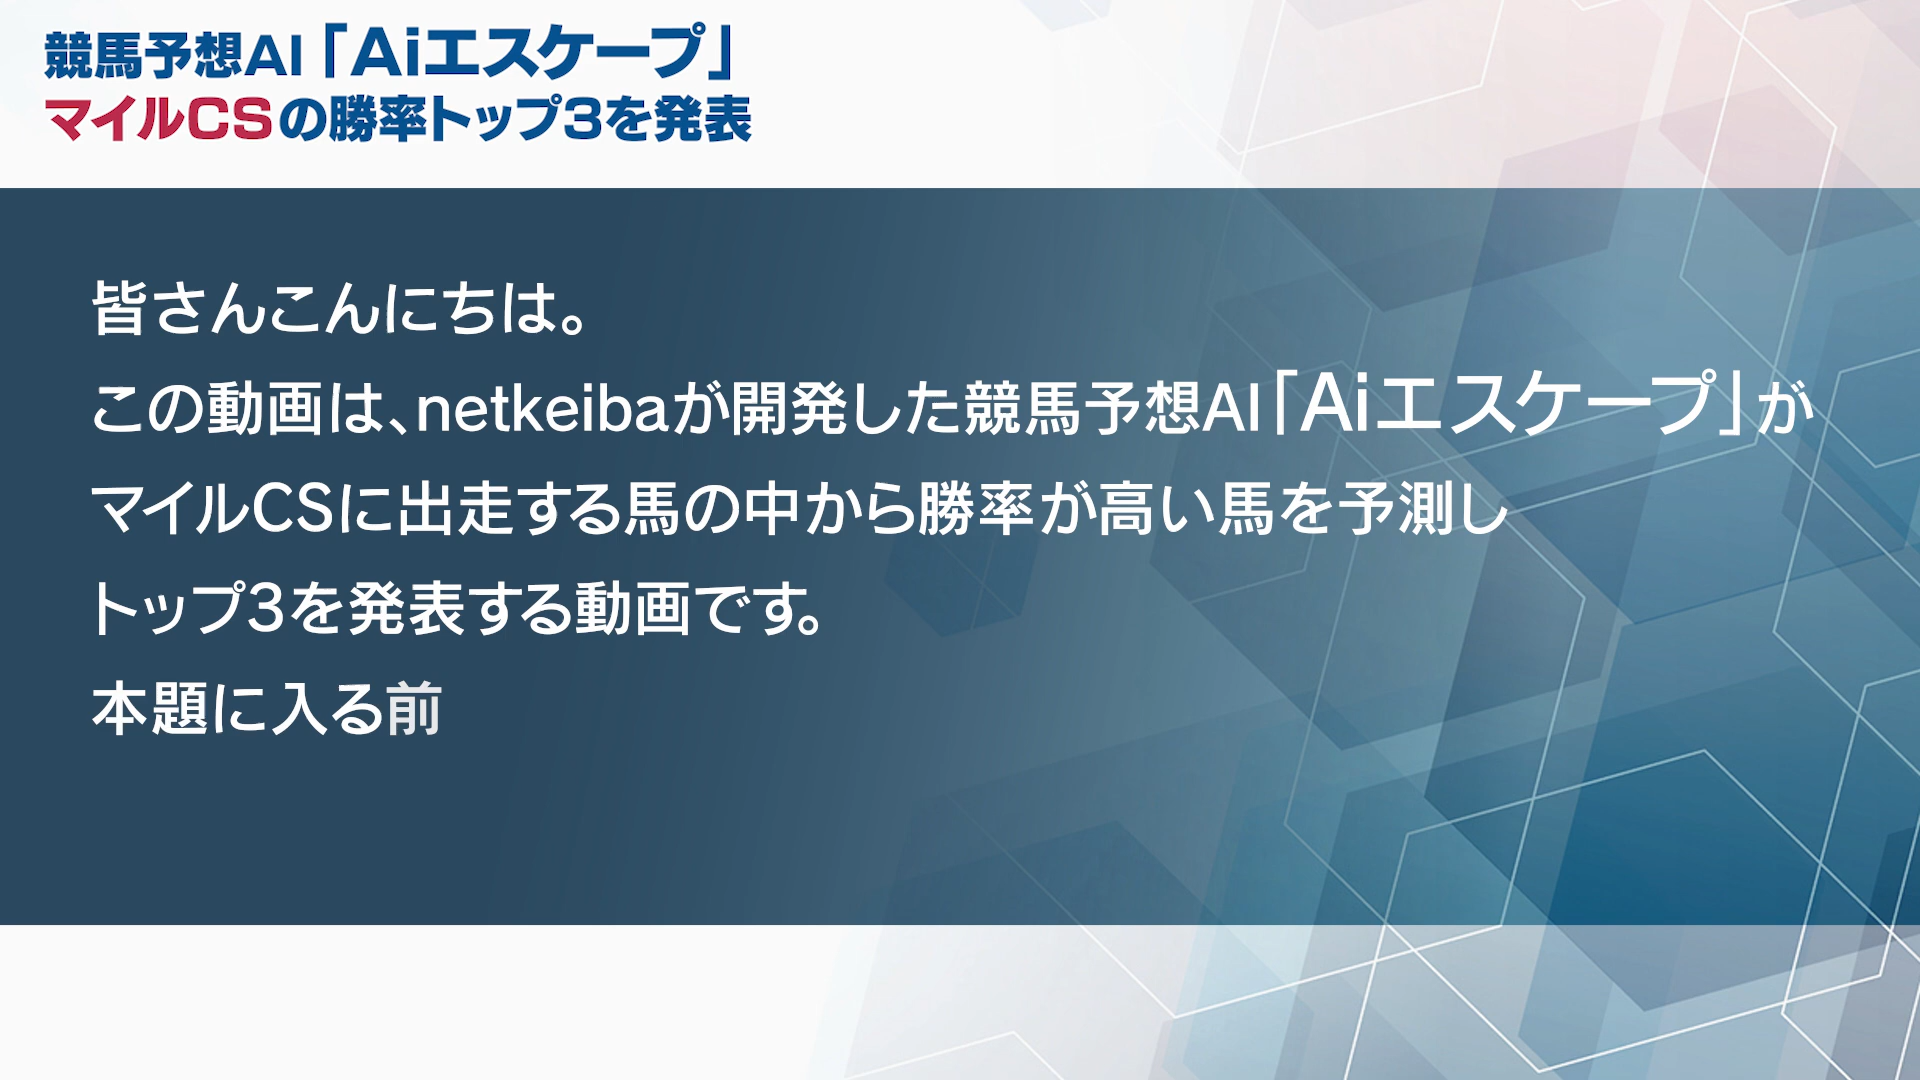 競馬予想AI「Aiエスケープ」
マイルCSの勝率トップ3を発表
皆さんこんにちは。
この動画は、netkeibaが開発した競馬予想AI「Aiエスケープ」が
マイルCSに出走する馬の中から勝率が高い馬を予測し
トップ3を発表する動画です。
本題に入る前